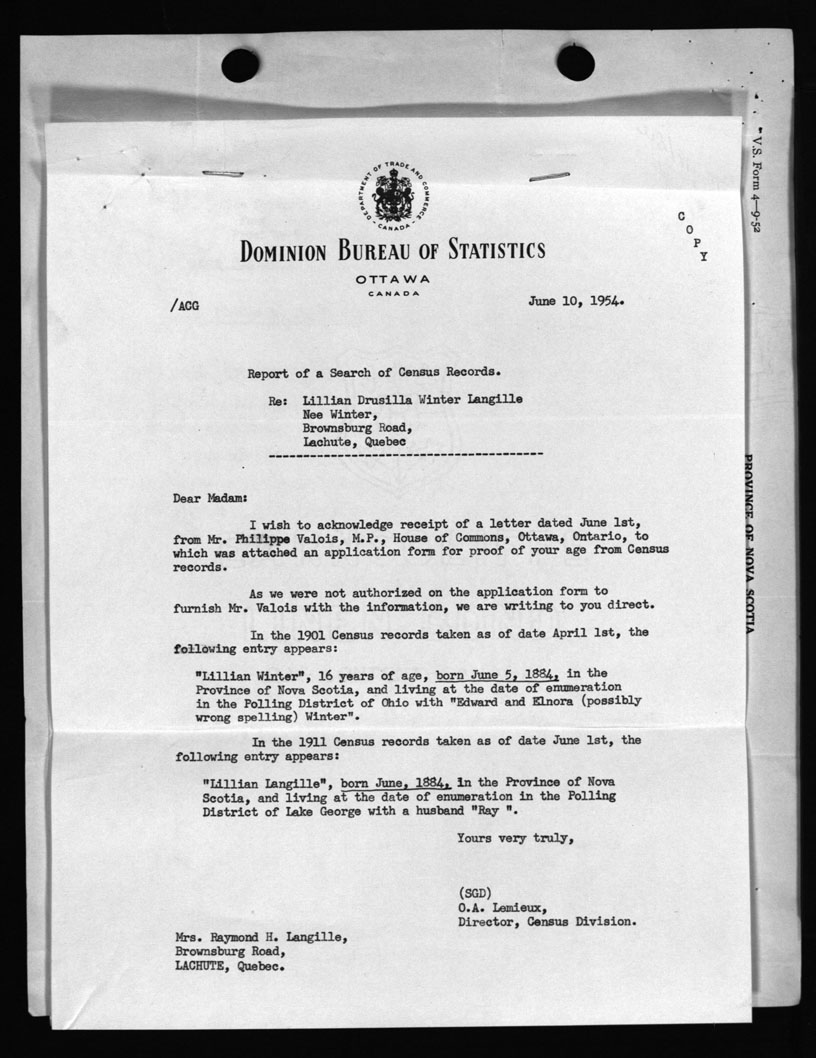 V.S. Form 4—9-52
DEPARTMENT OF TRADE AND COMMERCE
- CANADA -
COPY
DOMINION BUREAU OF STATISTICS
OTTAWA
CANADA
/ACG
June 10, 1954.
Report of a Search of Census Records.
Re: Lillian Drusilla Winter Langille
Nee Winter,
Brownsburg Road,
Lachute, Quebec
---------------------------------------
Dear Madam:
I wish to acknowledge receipt of a letter dated June 1st,
from Mr. Philippe Valois, M.P., House of Commons, Ottawa, Ontario, to
which was attached an application form for proof of your age from Census
records.
As we were not authorized on the application form to
furnish Mr. Valois with the information, we are writing to you direct.
In the 1901 Census records taken as of date April 1st, the
following entry appears:
"Lillian Winter", 16 years of age, born June 5, 1884, in the
Province of Nova Scotia, and living at the date of enumeration
in the Polling District of Ohio with "Edward and Elnora (possibly
wrong spelling) Winter".
In the 1911 Census records taken as of date June 1st, the
following entry appears:
"Lillian Langille", born June, 1884, in the Province of Nova
Scotia, and living at the date of enumeration in the Polling
District of Lake George with a husband "Ray ".
Yours very truly,
(SGD)
O.A. Lemieux,
Director, Census Division.
Mrs. Raymond H. Langille,
Brownsburg Road,
LACHUTE, Quebec.
PROVINCE OF NOVA SCOTIA